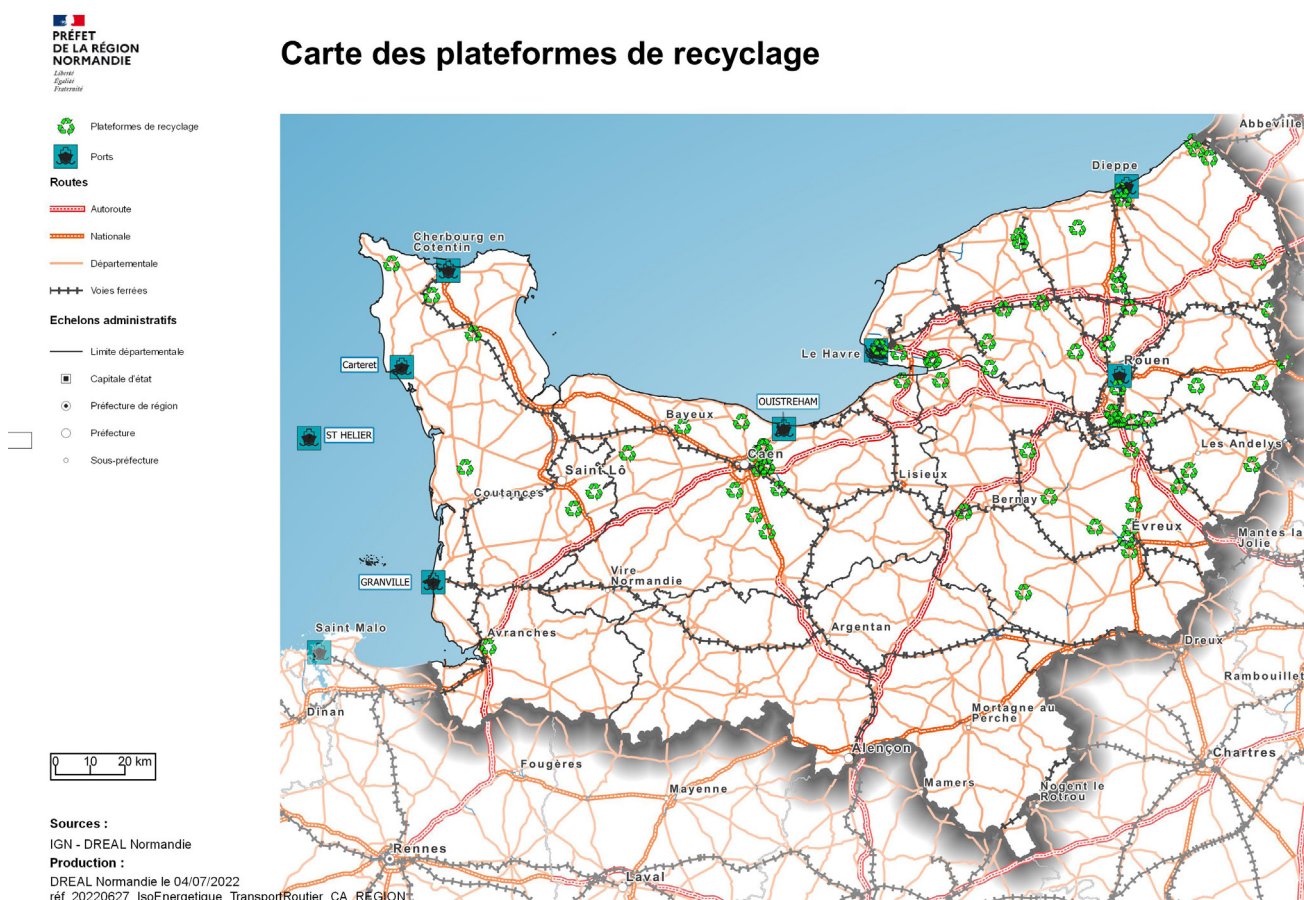 PRÉFET
DE LA RÉGION
NORMANDIE
Liberté
Égalité
Fraternité
Carte des plateformes de recyclage
Plateformes de recyclage
Ports
Routes
Autoroute
Nationale
Départementale
Voies ferrées
Echelons administratifs
Limite départementale
Capitale d'état
Préfecture de région
Préfecture
Sous-préfecture
0 10 20 km
Sources :
IGN - DREAL Normandie
Production :
DREAL Normandie le 04/07/2022
réf. 20220627_IsoEnergetique_TransportRoutier_CA_REGION
Abbeville
Dieppe
Cherbourg en
Cotentin
Carteret
Le Havre
Rouen
OUISTREHAM
Bayeux
ST HELIER
Caen
Les Andelys
Saint Lô
Lisieux
Coutances
Bernay
Evreux
Mantes la
Jolie
Vire
Normandie
GRANVILLE
Saint Malo
Avranches
Argentan
Dreux
Rambouillet
Dinan
Mortagne au
Perche
Alençon
Chartres
Fougères
Mayenne
Mamers
Nogent le
Rotrou
Rennes
Laval